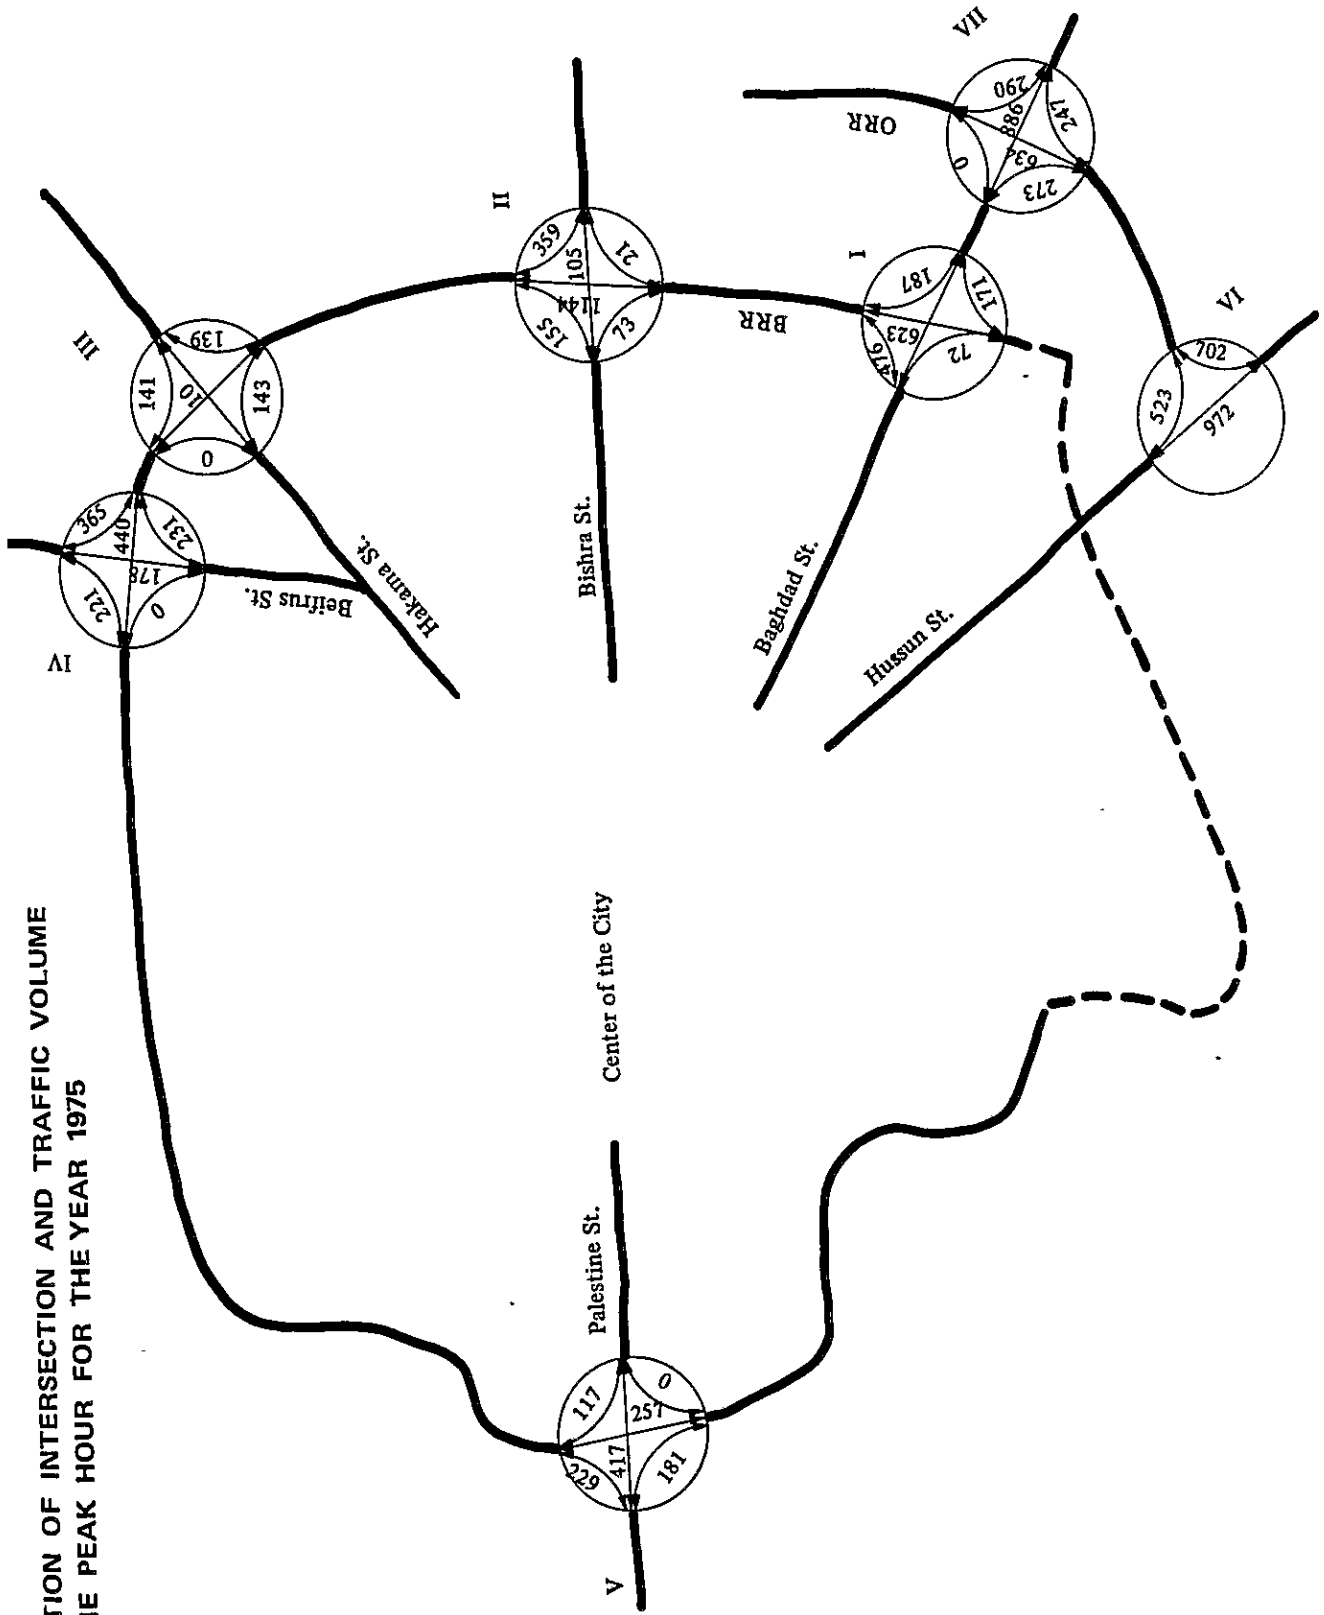 TION OF INTERSECTION AND TRAFFIC VOLUME
IE PEAK HOUR FOR THE YEAR 1975
IV
221
365
440
178
231
0
Beifrus St.
Hakama St.
III
141
139
10
143
0
II
155
359
105
1144
73
21
Bishra St.
BRR
I
476
187
623
72
171
Baghdad St.
ORR
VII
0
290
886
634
273
247
VI
523
702
972
Hussun St.
Center of the City
Palestine St.
V
229
117
257
417
181
0